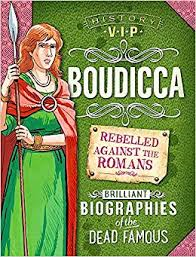 HISTORY
V.I.P.
BOUDICCA
REBELLED
AGAINST THE
ROMANS
BRILLIANT
BIOGRAPHIES
of the
DEAD FAMOUS